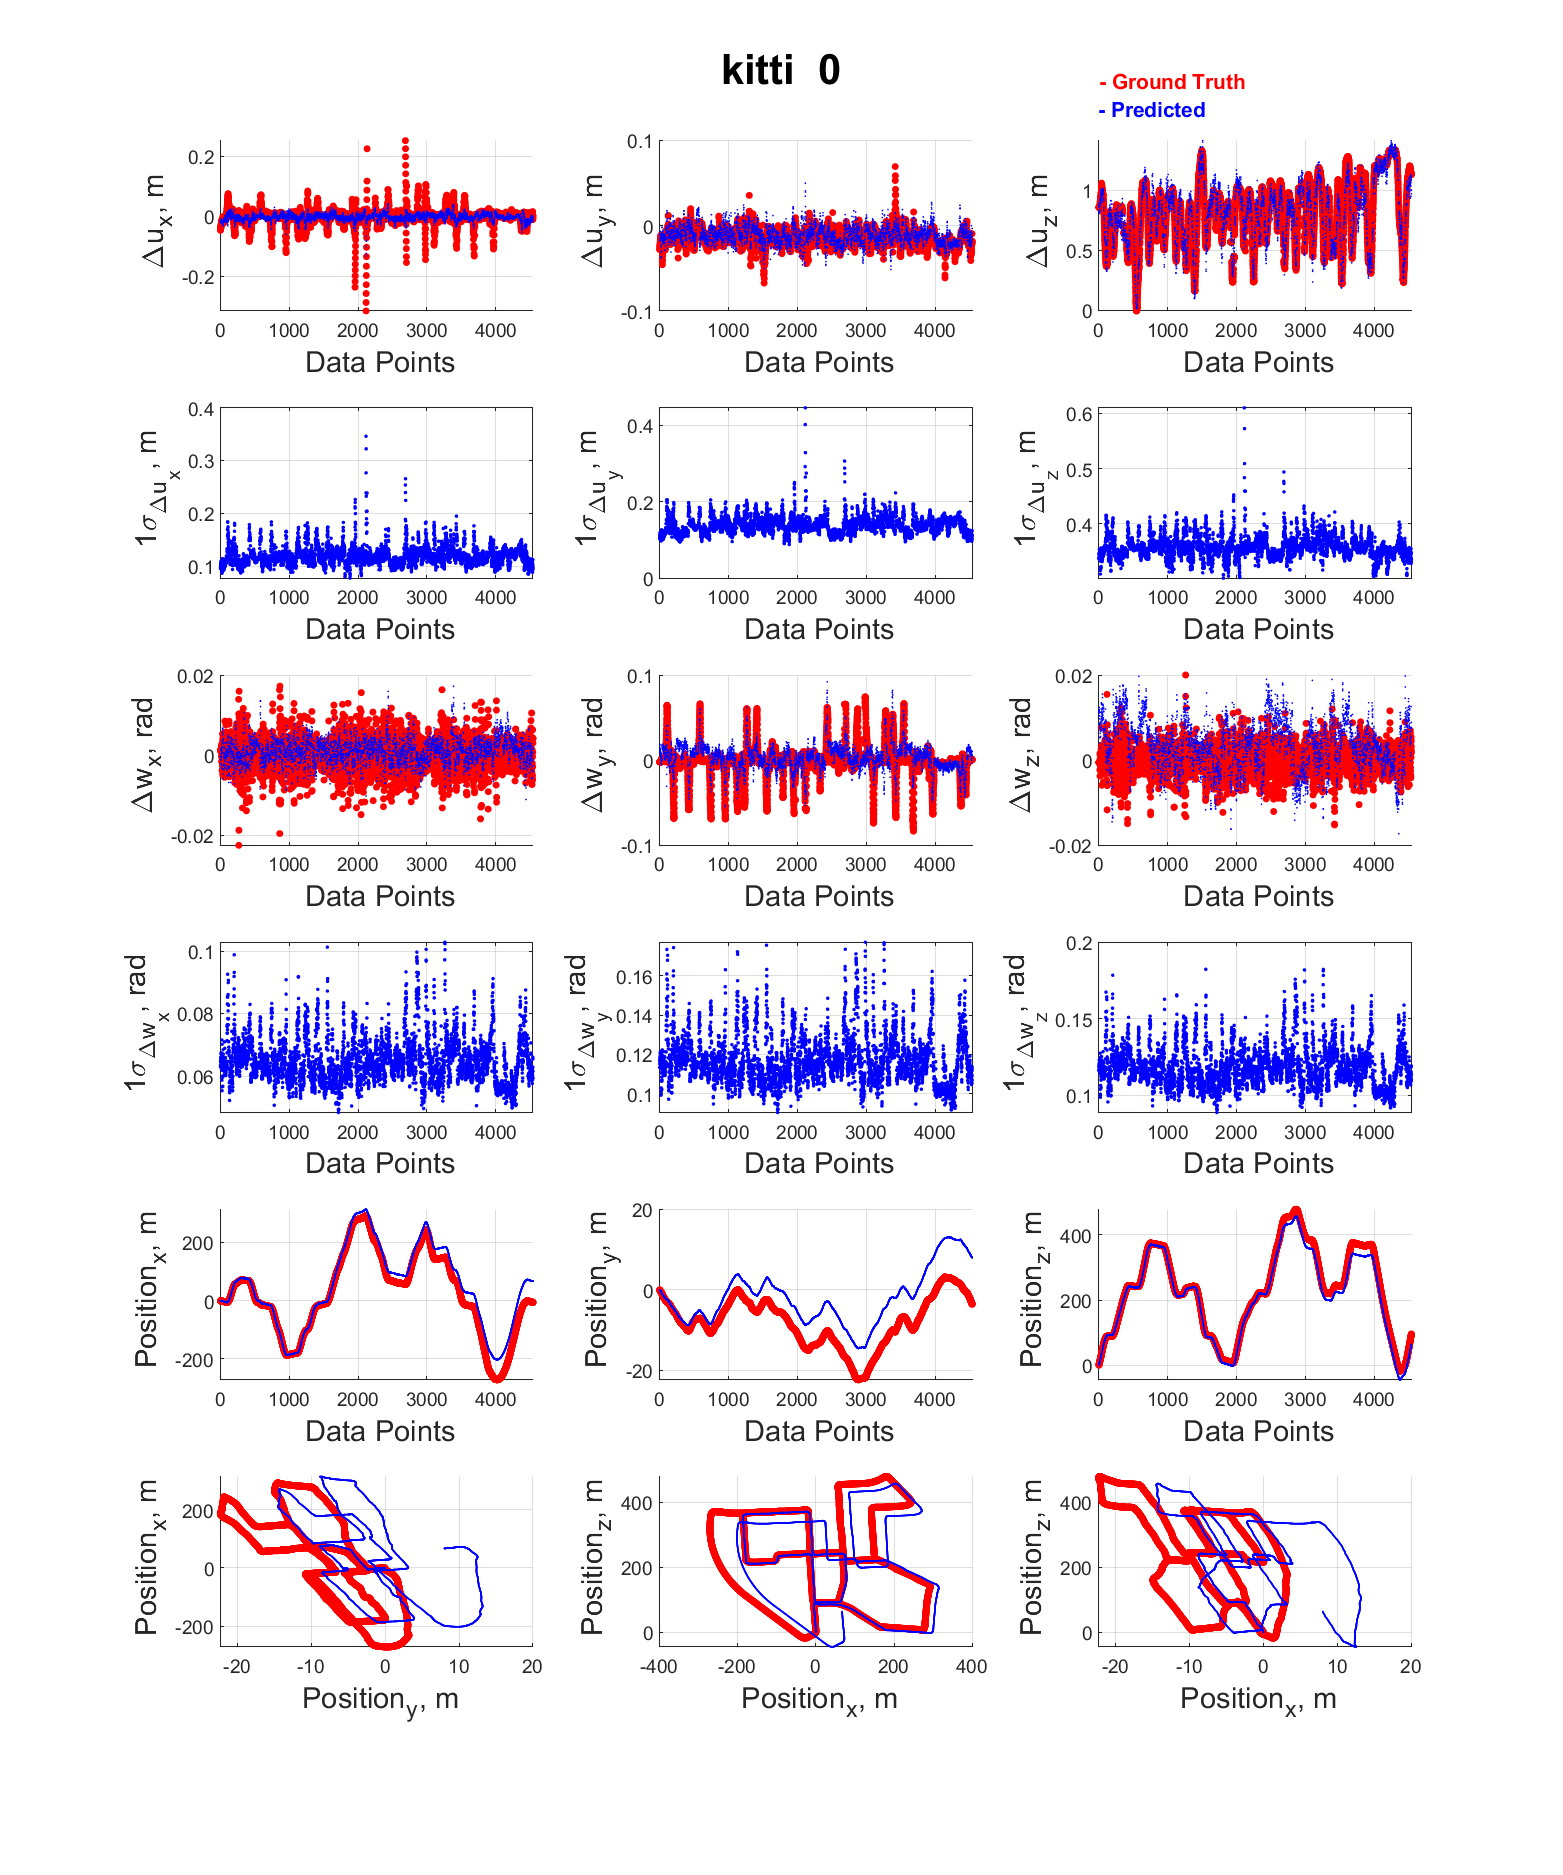 kitti 0
- Ground Truth
- Predicted
Δu_x, m
0.2
0
-0.2
0 1000 2000 3000 4000
Data Points
Δu_y, m
0.1
0
-0.1
0 1000 2000 3000 4000
Data Points
Δu_z, m
1
0.5
0
0 1000 2000 3000 4000
Data Points
1σ_Δu_x, m
0.4
0.3
0.2
0.1
0 1000 2000 3000 4000
Data Points
1σ_Δu_y, m
0.4
0.2
0
0 1000 2000 3000 4000
Data Points
1σ_Δu_z, m
0.6
0.5
0.4
0 1000 2000 3000 4000
Data Points
Δw_x, rad
0.02
0
-0.02
0 1000 2000 3000 4000
Data Points
Δw_y, rad
0.1
0
-0.1
0 1000 2000 3000 4000
Data Points
Δw_z, rad
0.02
0
-0.02
0 1000 2000 3000 4000
Data Points
1σ_Δw_x, rad
0.1
0.08
0.06
0 1000 2000 3000 4000
Data Points
1σ_Δw_y, rad
0.16
0.14
0.12
0.1
0 1000 2000 3000 4000
Data Points
1σ_Δw_z, rad
0.2
0.15
0.1
0 1000 2000 3000 4000
Data Points
Position_x, m
200
0
-200
0 1000 2000 3000 4000
Data Points
Position_y, m
20
0
-20
0 1000 2000 3000 4000
Data Points
Position_z, m
400
200
0
0 1000 2000 3000 4000
Data Points
Position_x, m
200
0
-200
-20 -10 0 10 20
Position_y, m
Position_z, m
400
200
0
-400 -200 0 200 400
Position_x, m
Position_z, m
400
200
0
-20 -10 0 10 20
Position_x, m